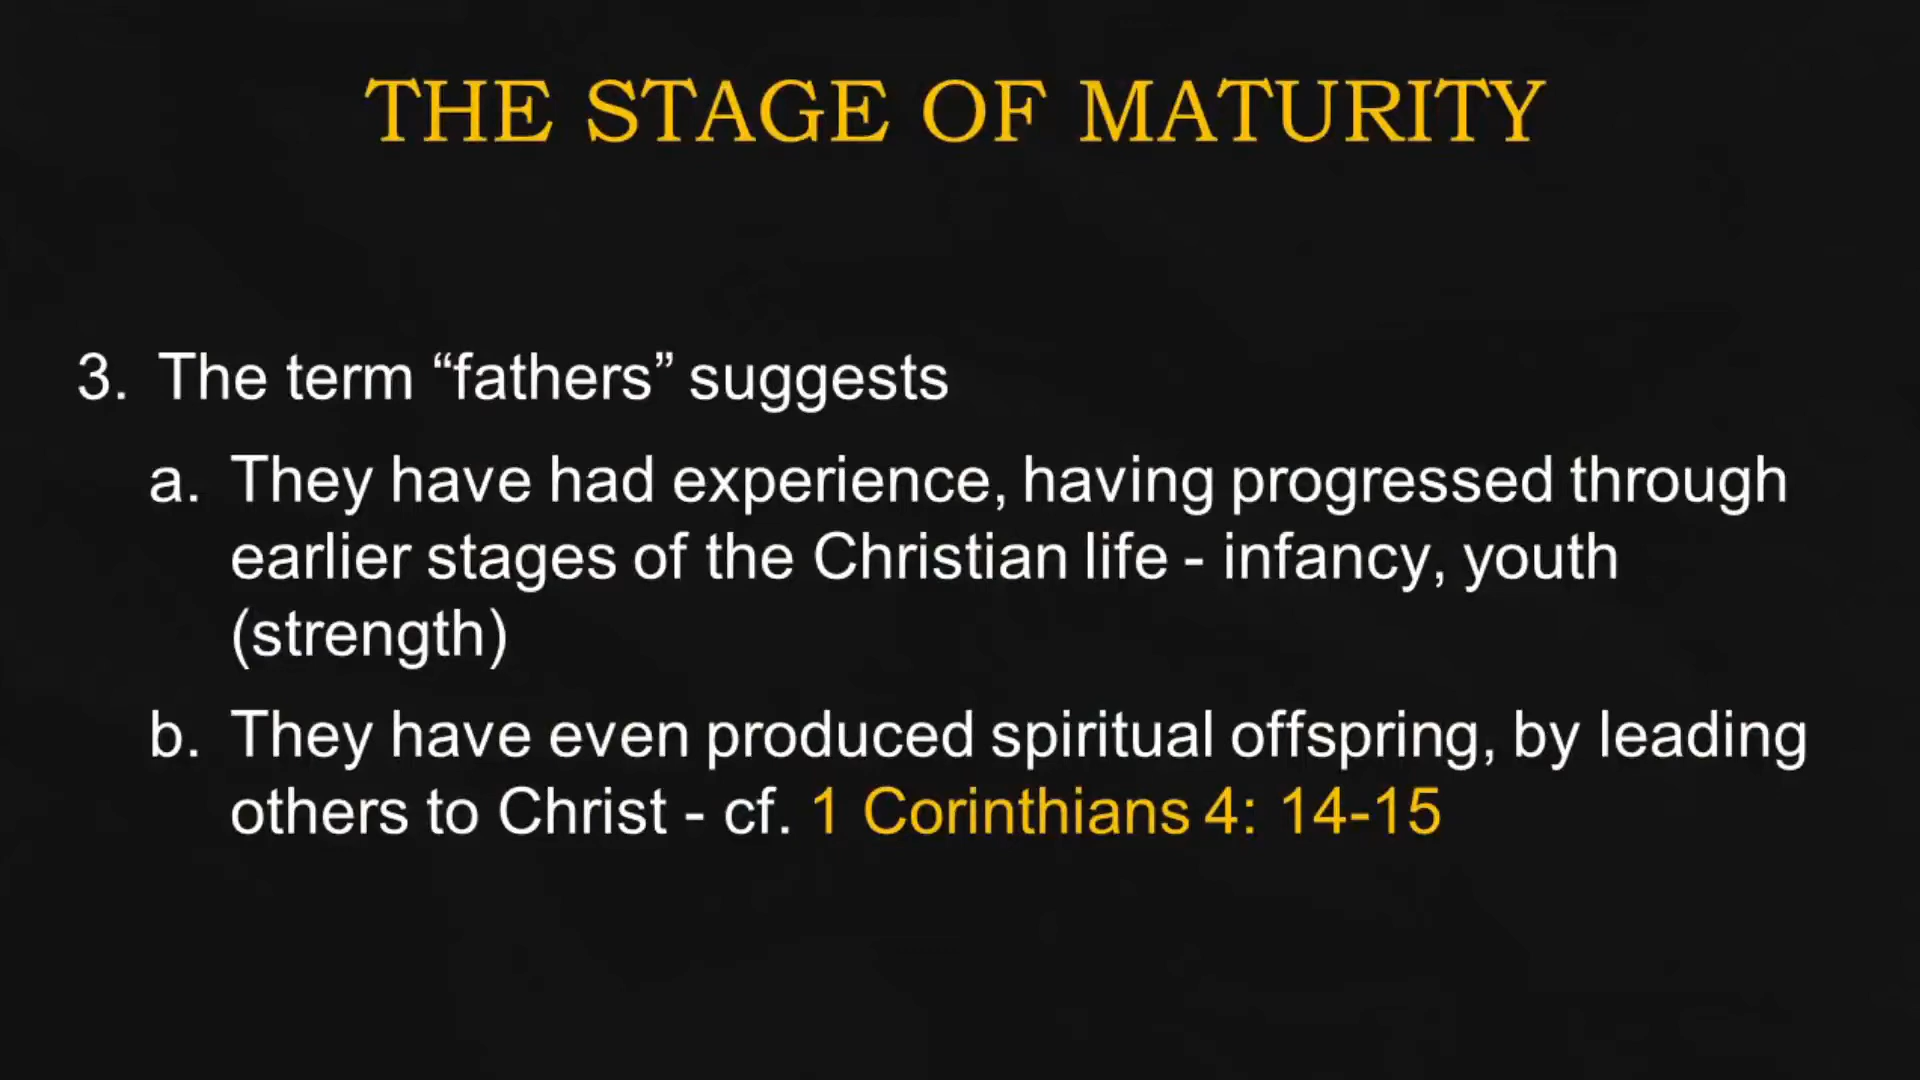 THE STAGE OF MATURITY
3. The term “fathers” suggests
a. They have had experience, having progressed through
earlier stages of the Christian life - infancy, youth
(strength)
b. They have even produced spiritual offspring, by leading
others to Christ - cf. 1 Corinthians 4: 14-15